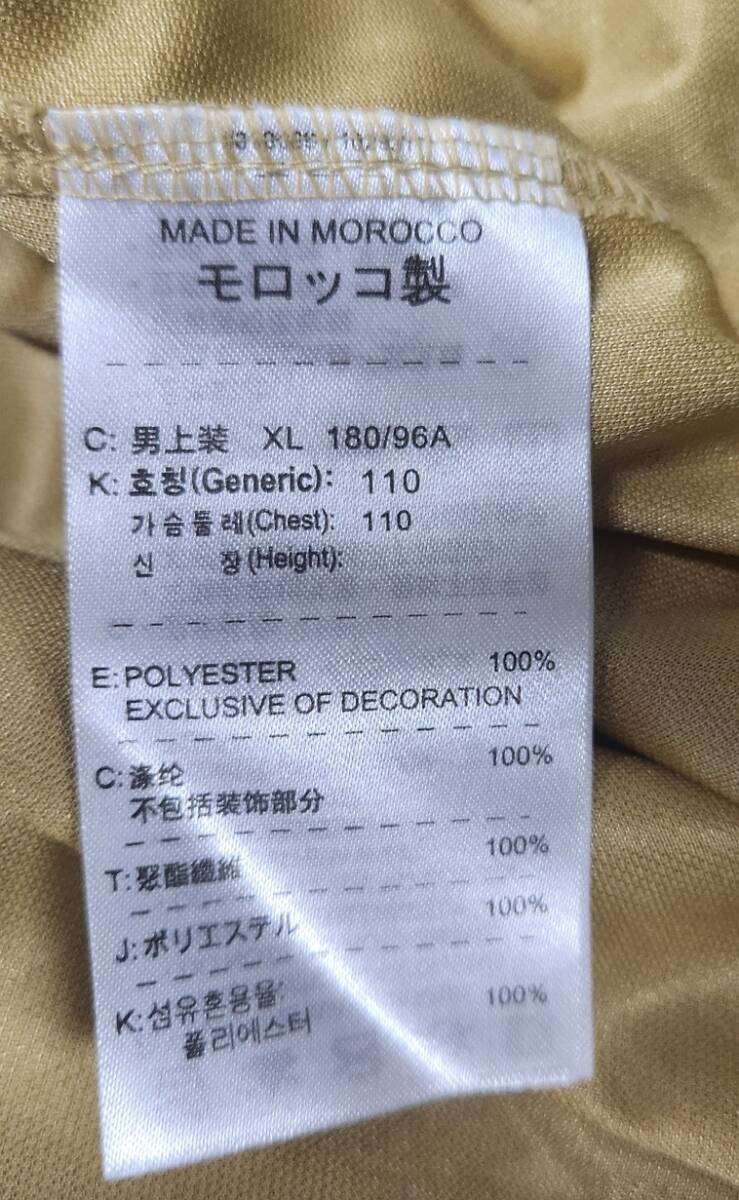 MADE IN MOROCCO
モロッコ製
C: 男上装 XL 180/96A
K: 호칭(Generic): 110
가슴둘레(Chest): 110
신 장(Height):
E: POLYESTER 100%
EXCLUSIVE OF DECORATION
C: 涤纶 100%
不包括装饰部分
T: 聚酯纖維 100%
J: ポリエステル 100%
K: 섬유혼용율: 100%
폴리에스터